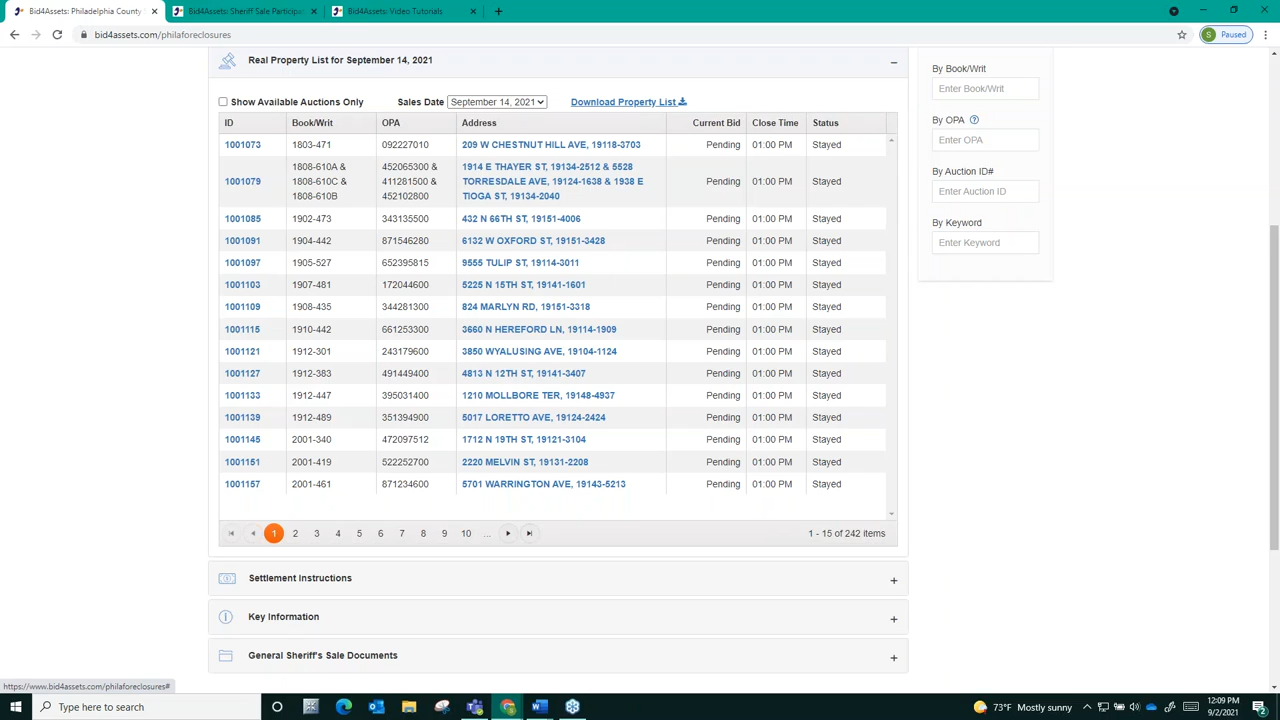 Bid4Assets: Philadelphia County
Bid4Assets: Sheriff Sale Participa
Bid4Assets: Video Tutorials
bid4assets.com/philaforeclosures
S Paused
Real Property List for September 14, 2021
Show Available Auctions Only Sales Date September 14, 2021 Download Property List
ID Book/Writ OPA Address Current Bid Close Time Status
1001073 1803-471 092227010 209 W CHESTNUT HILL AVE, 19118-3703 Pending 01:00 PM Stayed
1808-610A & 452065300 & 1914 E THAYER ST, 19134-2512 & 5528
1001079 1808-610C & 411281500 & TORRESDALE AVE, 19124-1638 & 1938 E Pending 01:00 PM Stayed
1808-610B 452102800 TIOGA ST, 19134-2040
1001085 1902-473 343135500 432 N 66TH ST, 19151-4006 Pending 01:00 PM Stayed
1001091 1904-442 871546280 6132 W OXFORD ST, 19151-3428 Pending 01:00 PM Stayed
1001097 1905-527 652395815 9555 TULIP ST, 19114-3011 Pending 01:00 PM Stayed
1001103 1907-481 172044600 5225 N 15TH ST, 19141-1601 Pending 01:00 PM Stayed
1001109 1908-435 344281300 824 MARLYN RD, 19151-3318 Pending 01:00 PM Stayed
1001115 1910-442 661253300 3660 N HEREFORD LN, 19114-1909 Pending 01:00 PM Stayed
1001121 1912-301 243179600 3850 WYALUSING AVE, 19104-1124 Pending 01:00 PM Stayed
1001127 1912-383 491449400 4813 N 12TH ST, 19141-3407 Pending 01:00 PM Stayed
1001133 1912-447 395031400 1210 MOLLBORE TER, 19148-4937 Pending 01:00 PM Stayed
1001139 1912-489 351394900 5017 LORETTO AVE, 19124-2424 Pending 01:00 PM Stayed
1001145 2001-340 472097512 1712 N 19TH ST, 19121-3104 Pending 01:00 PM Stayed
1001151 2001-419 522252700 2220 MELVIN ST, 19131-2208 Pending 01:00 PM Stayed
1001157 2001-461 871234600 5701 WARRINGTON AVE, 19143-5213 Pending 01:00 PM Stayed
1 2 3 4 5 6 7 8 9 10 ... 1 - 15 of 242 items
Settlement Instructions
Key Information
General Sheriff's Sale Documents
By Book/Writ
Enter Book/Writ
By OPA
Enter OPA
By Auction ID#
Enter Auction ID
By Keyword
Enter Keyword
https://www.bid4assets.com/philaforeclosures#
Type here to search
73°F Mostly sunny
12:09 PM
9/2/2021
2